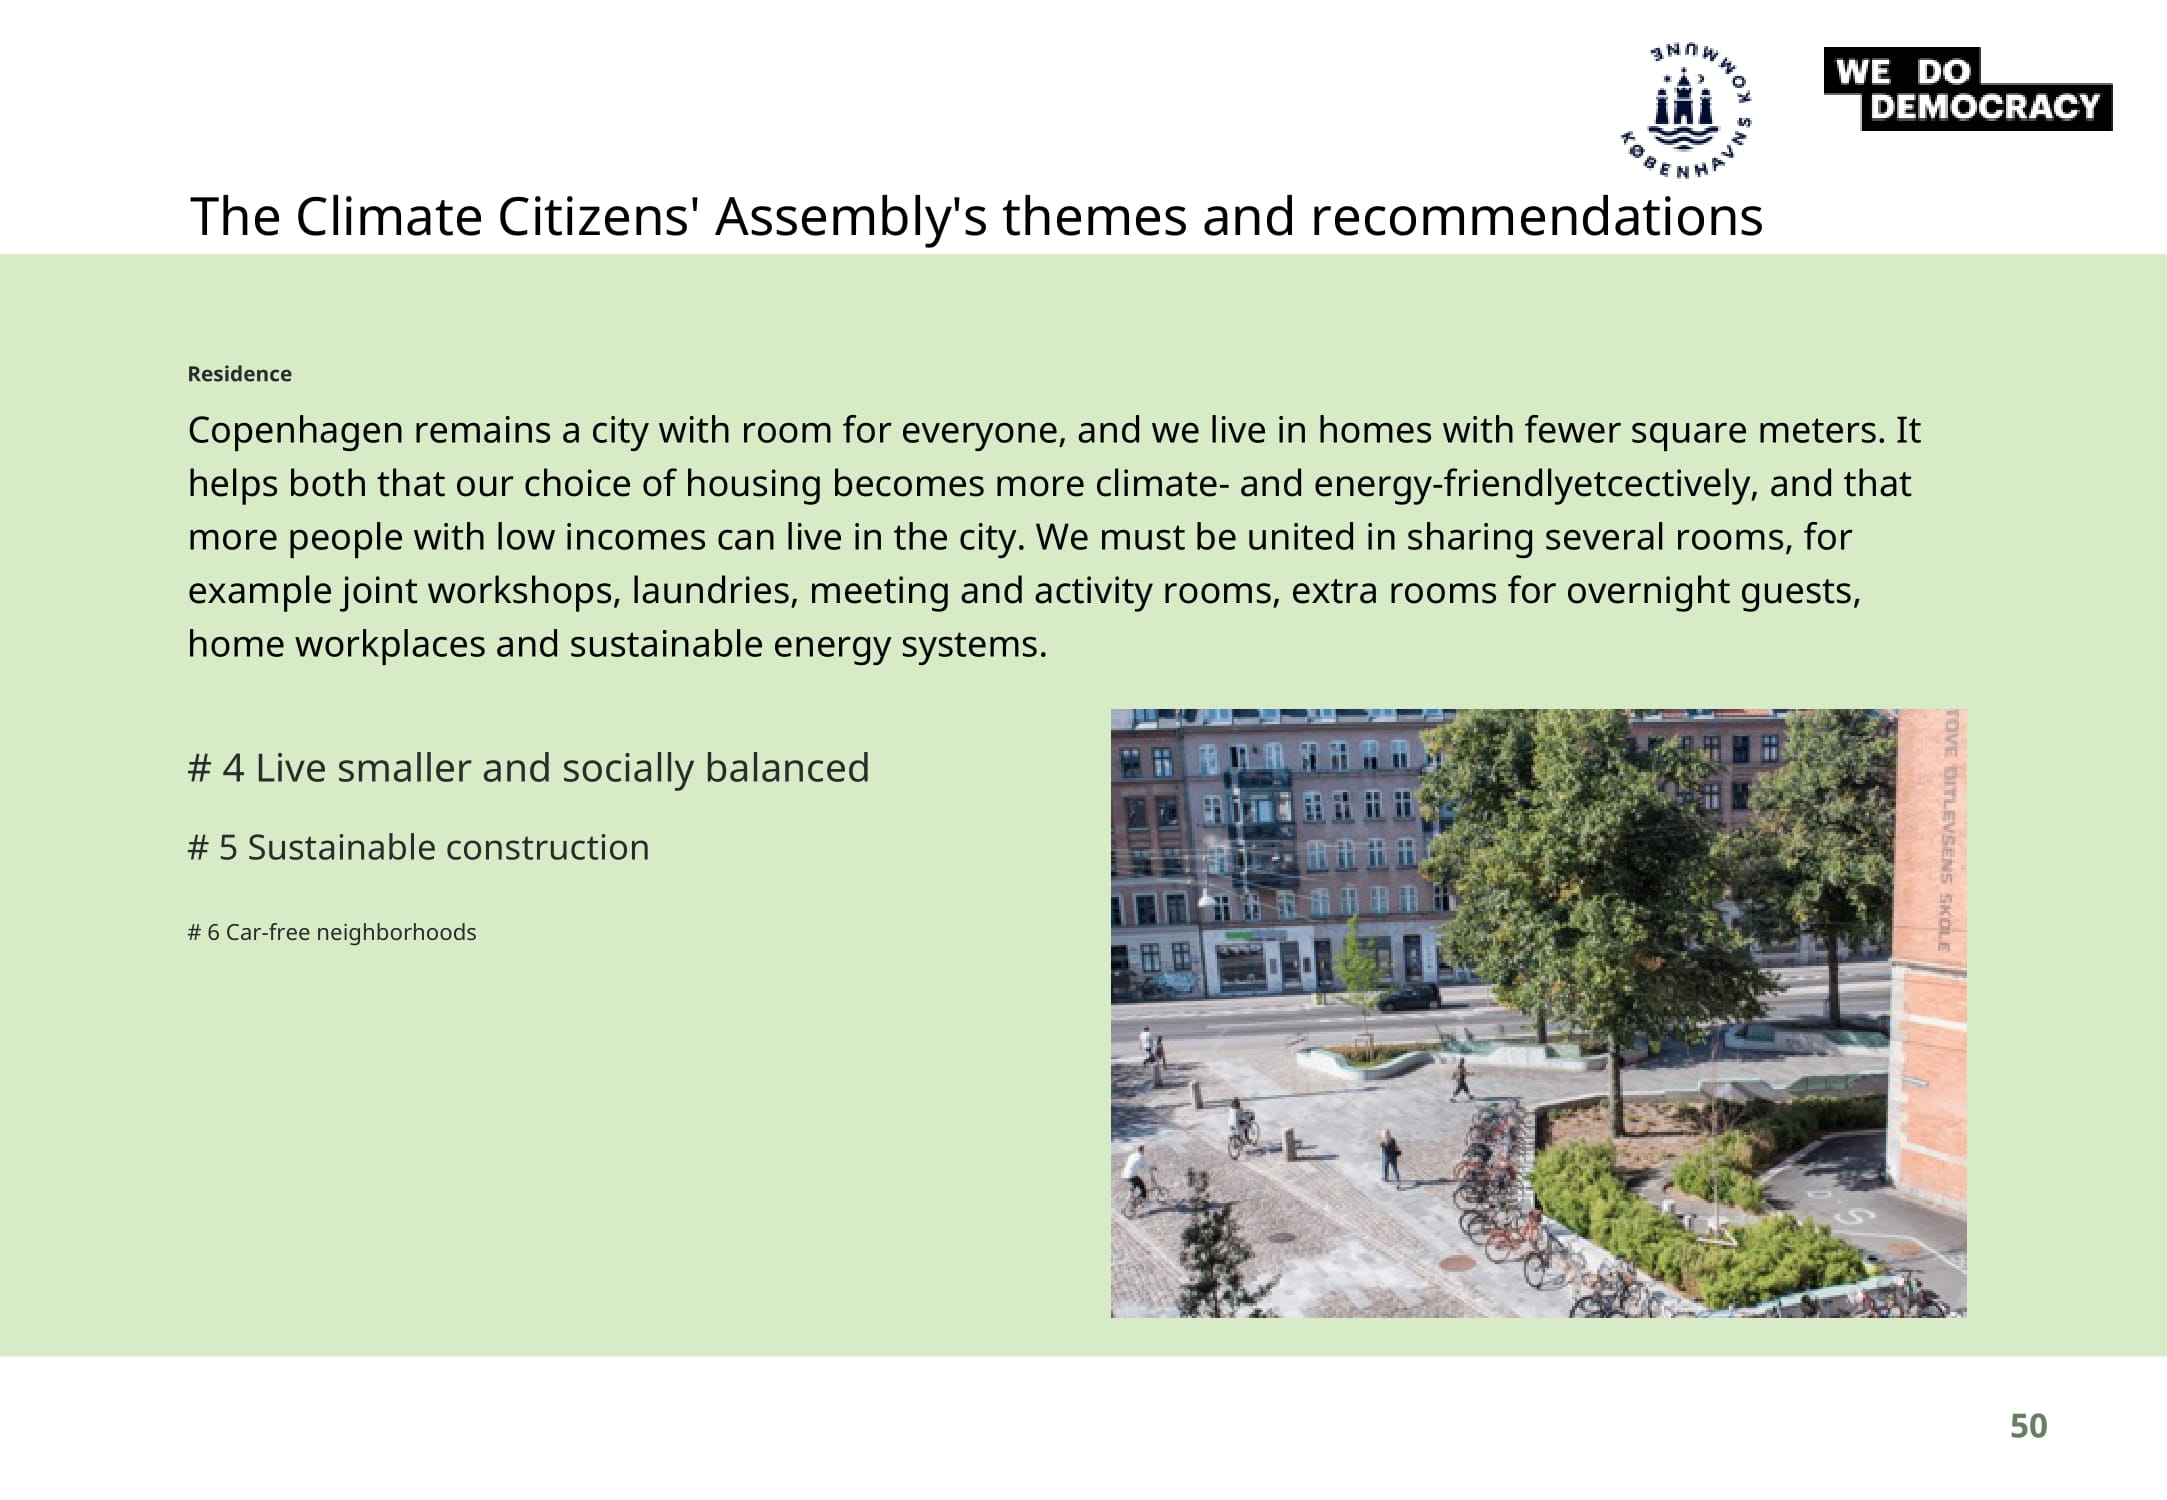 KØBENHAVNS KOMMUNE
WE DO
DEMOCRACY
The Climate Citizens' Assembly's themes and recommendations
Residence
Copenhagen remains a city with room for everyone, and we live in homes with fewer square meters. It
helps both that our choice of housing becomes more climate- and energy-friendlyetcectively, and that
more people with low incomes can live in the city. We must be united in sharing several rooms, for
example joint workshops, laundries, meeting and activity rooms, extra rooms for overnight guests,
home workplaces and sustainable energy systems.
# 4 Live smaller and socially balanced
# 5 Sustainable construction
# 6 Car-free neighborhoods
TOVE DITLEVSENS SKOLE
50